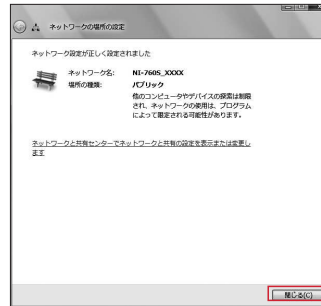 ネットワークの場所の設定
ネットワーク設定が正しく設定されました
ネットワーク名: NI-760S_XXXX
場所の種類: パブリック
他のコンピュータやデバイスの探索は制限
され、ネットワークの使用は、プログラム
によって限定される可能性があります。
ネットワークと共有センターでネットワークと共有の設定を表示または変更し
ます
閉じる(C)